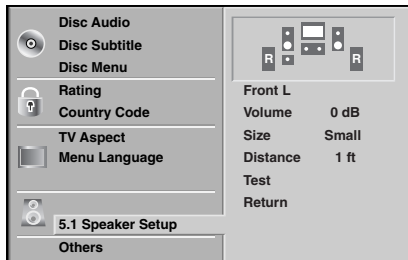 Disc Audio
Disc Subtitle
Disc Menu
Rating
Country Code
TV Aspect
Menu Language
5.1 Speaker Setup
Others
R R
Front L
Volume 0 dB
Size Small
Distance 1 ft
Test
Return